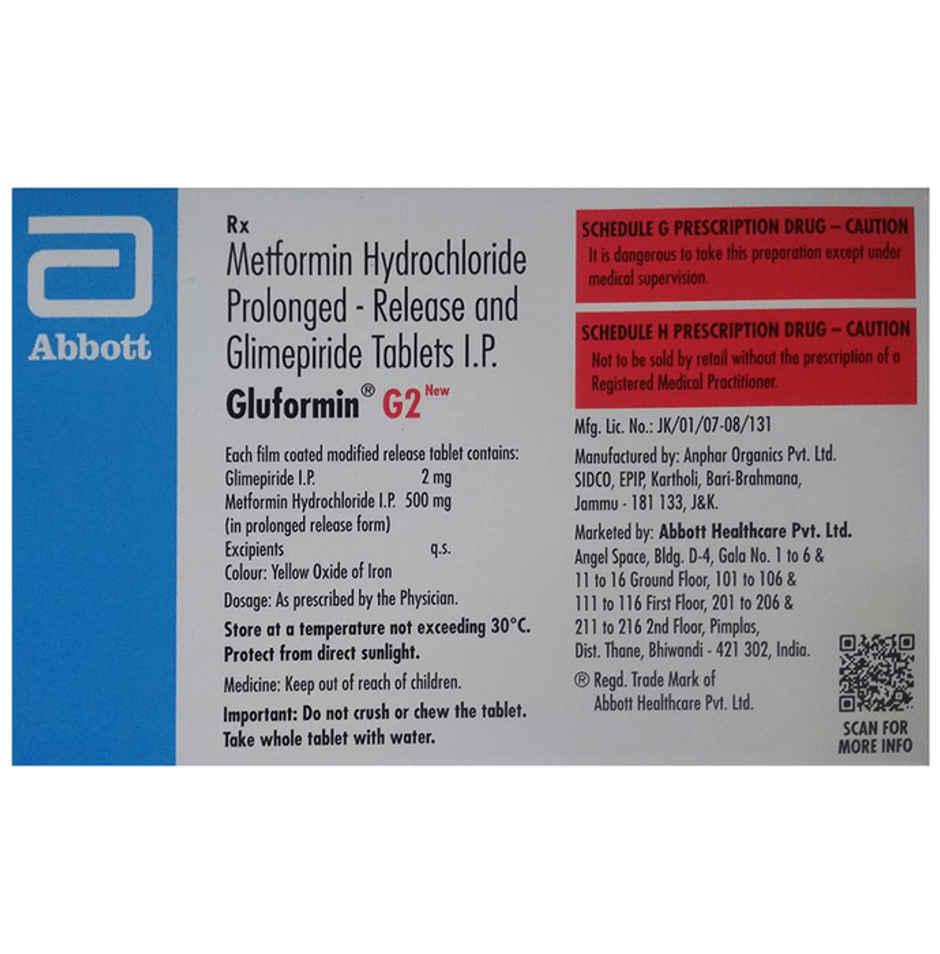 Abbott
Rx
Metformin Hydrochloride
Prolonged - Release and
Glimepiride Tablets I.P.
Gluformin® G2 New
Each film coated modified release tablet contains:
Glimepiride I.P. 2 mg
Metformin Hydrochloride I.P. 500 mg
(in prolonged release form)
Excipients q.s.
Colour: Yellow Oxide of Iron
Dosage: As prescribed by the Physician.
Store at a temperature not exceeding 30°C.
Protect from direct sunlight.
Medicine: Keep out of reach of children.
Important: Do not crush or chew the tablet.
Take whole tablet with water.
SCHEDULE G PRESCRIPTION DRUG – CAUTION
It is dangerous to take this preparation except under
medical supervision.
SCHEDULE H PRESCRIPTION DRUG – CAUTION
Not to be sold by retail without the prescription of a
Registered Medical Practitioner.
Mfg. Lic. No.: JK/01/07-08/131
Manufactured by: Anphar Organics Pvt. Ltd.
SIDCO, EPIP, Kartholi, Bari-Brahmana,
Jammu - 181 133, J&K.
Marketed by: Abbott Healthcare Pvt. Ltd.
Angel Space, Bldg. D-4, Gala No. 1 to 6 &
11 to 16 Ground Floor, 101 to 106 &
111 to 116 First Floor, 201 to 206 &
211 to 216 2nd Floor, Pimplas,
Dist. Thane, Bhiwandi - 421 302, India.
® Regd. Trade Mark of
Abbott Healthcare Pvt. Ltd.
SCAN FOR
MORE INFO